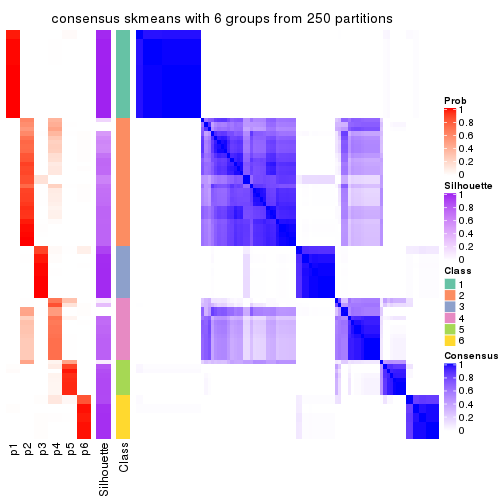 consensus skmeans with 6 groups from 250 partitions
Prob
1
0.8
0.6
0.4
0.2
0
Silhouette
1
0.8
0.6
0.4
0.2
0
Class
1
2
3
4
5
6
Consensus
1
0.8
0.6
0.4
0.2
0
p1
p2
p3
p4
p5
p6
Silhouette
Class